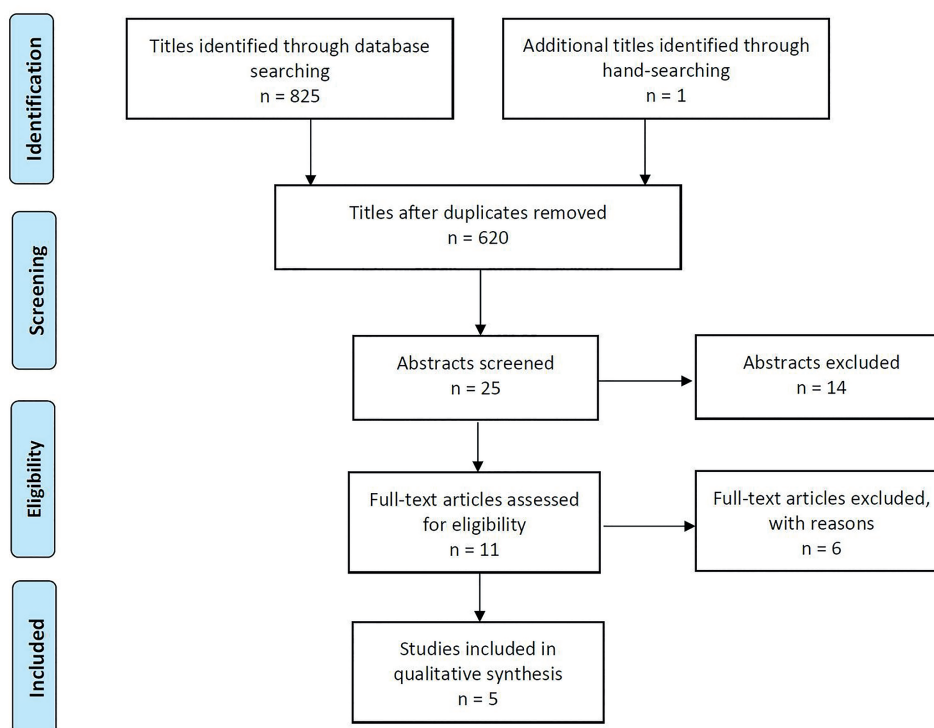 Identification
Titles identified through database
searching
n = 825
Additional titles identified through
hand-searching
n = 1
Screening
Titles after duplicates removed
n = 620
Abstracts screened
n = 25
Abstracts excluded
n = 14
Eligibility
Full-text articles assessed
for eligibility
n = 11
Full-text articles excluded,
with reasons
n = 6
Included
Studies included in
qualitative synthesis
n = 5